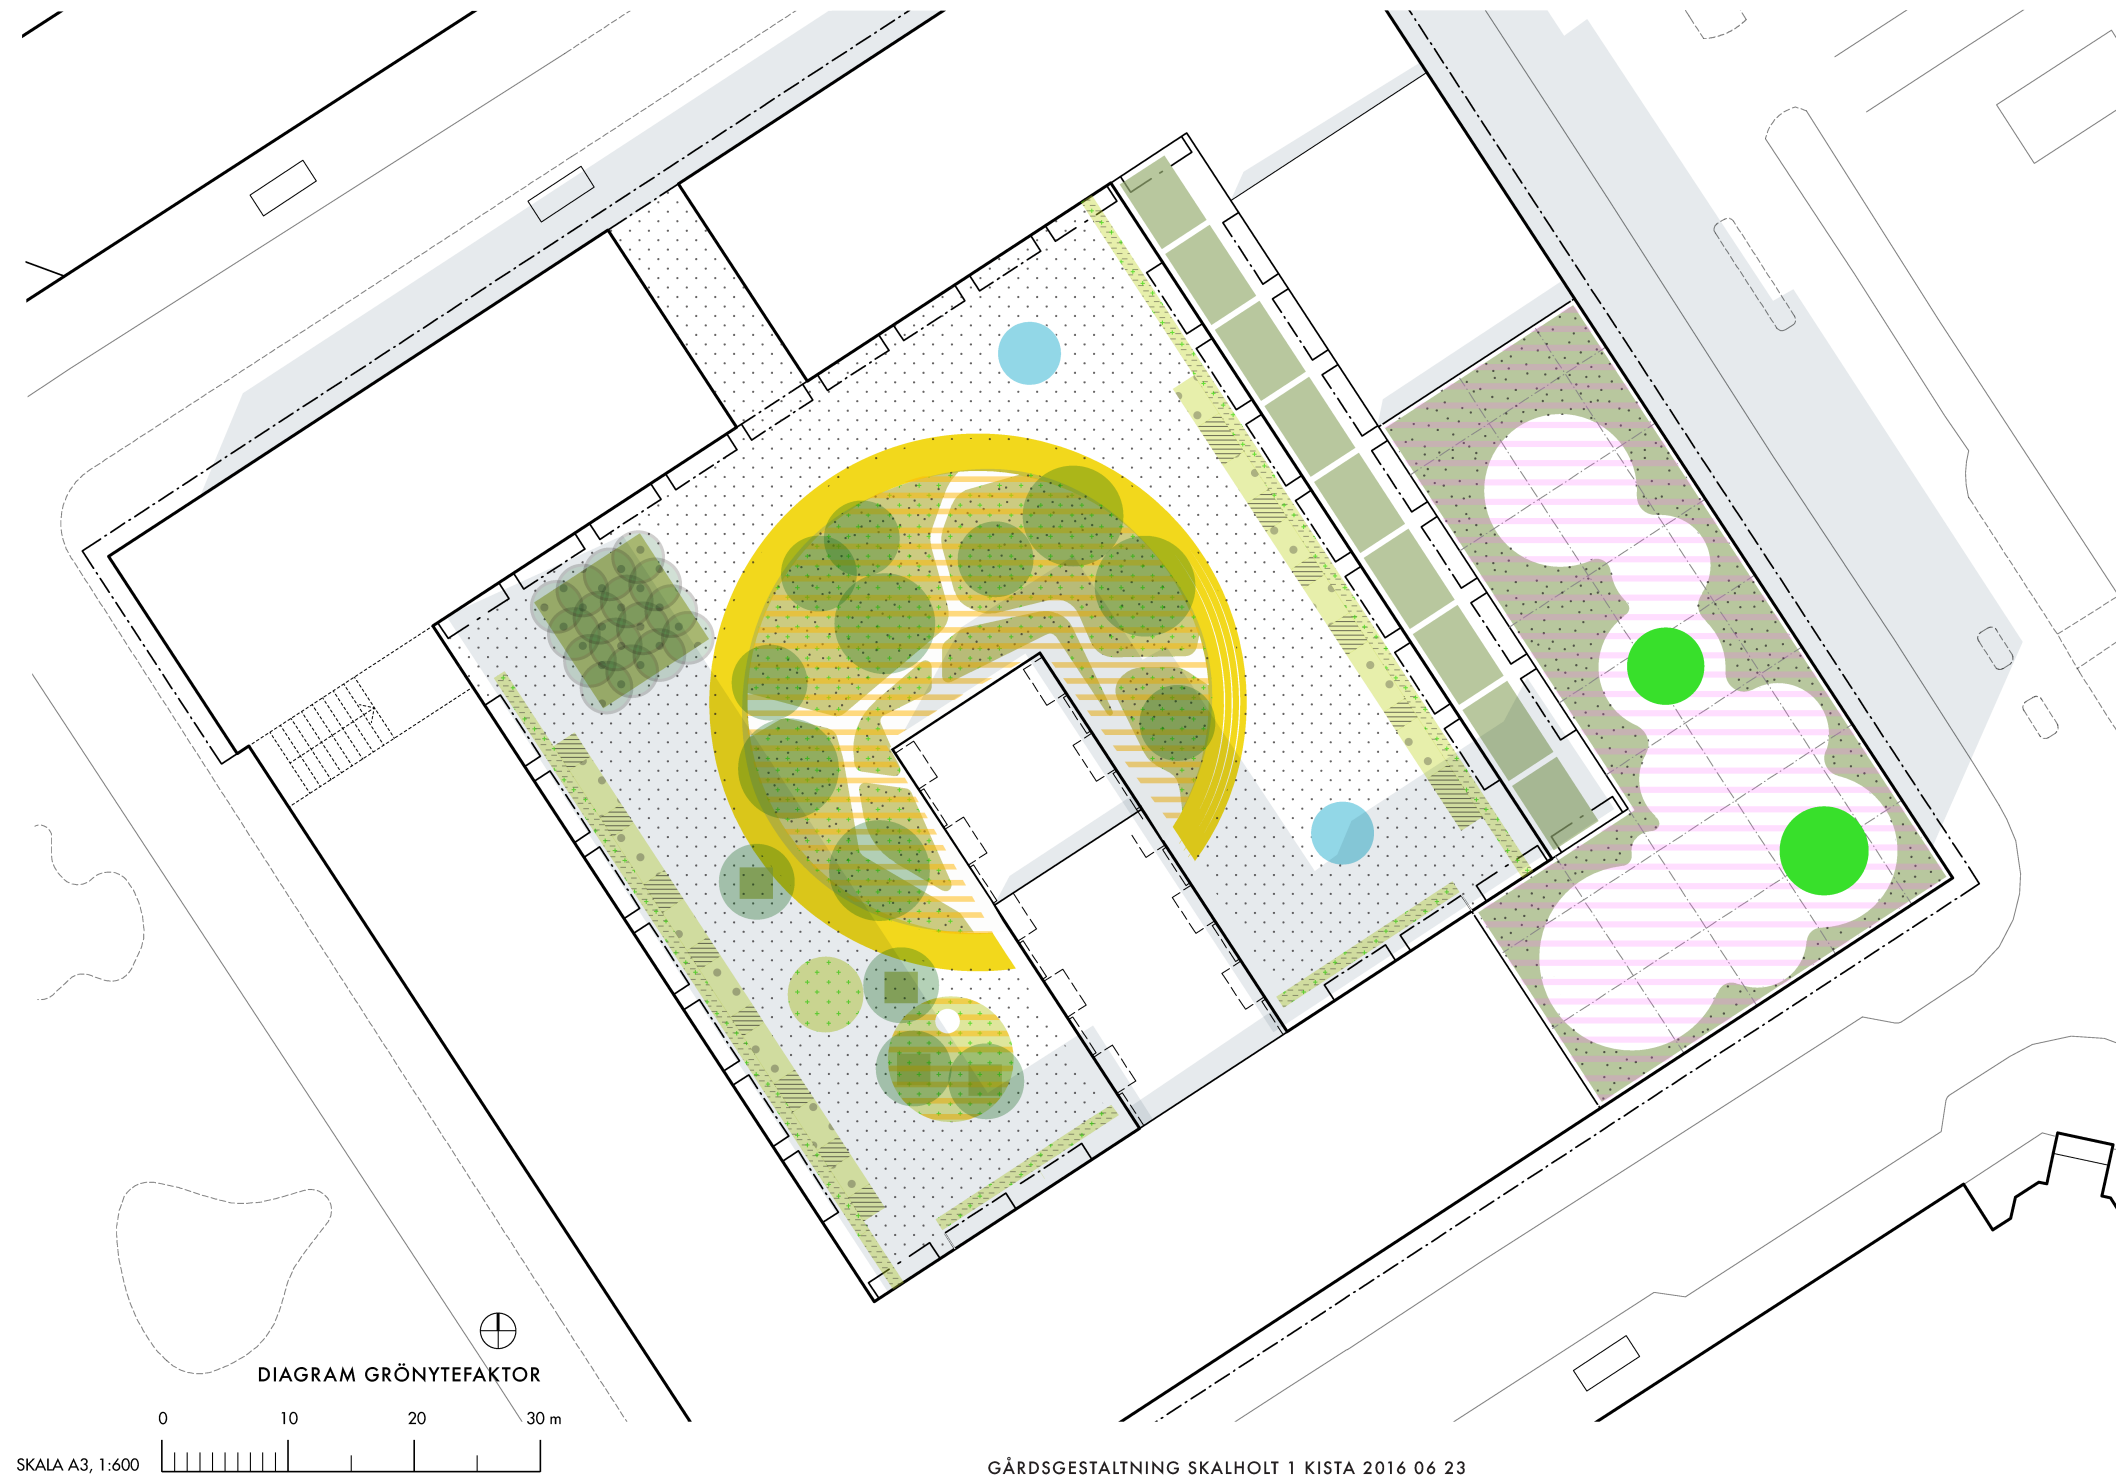 DIAGRAM GRÖNYTEFAKTOR
0 10 20 30 m
SKALA A3, 1:600
GÅRDSGESTALTNING SKALHOLT 1 KISTA 2016 06 23